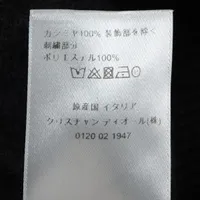 カシミヤ100% 装飾部を除く
刺繍部分
ポリエステル100%
原産国 イタリア
クリスチャン ディオール(株)
0120 02 1947